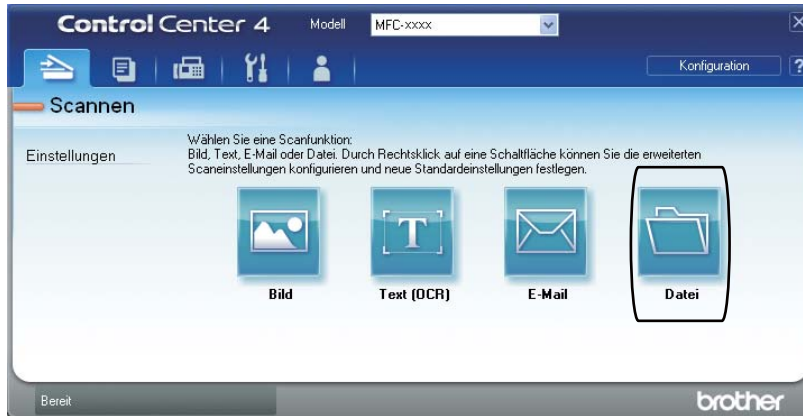 Control Center 4 Modell MFC-xxxx
Konfiguration ?
Scannen
Einstellungen
Wählen Sie eine Scanfunktion:
Bild, Text, E-Mail oder Datei. Durch Rechtsklick auf eine Schaltfläche können Sie die erweiterten
Scaneinstellungen konfigurieren und neue Standardeinstellungen festlegen.
T
Bild Text (OCR) E-Mail Datei
Bereit brother